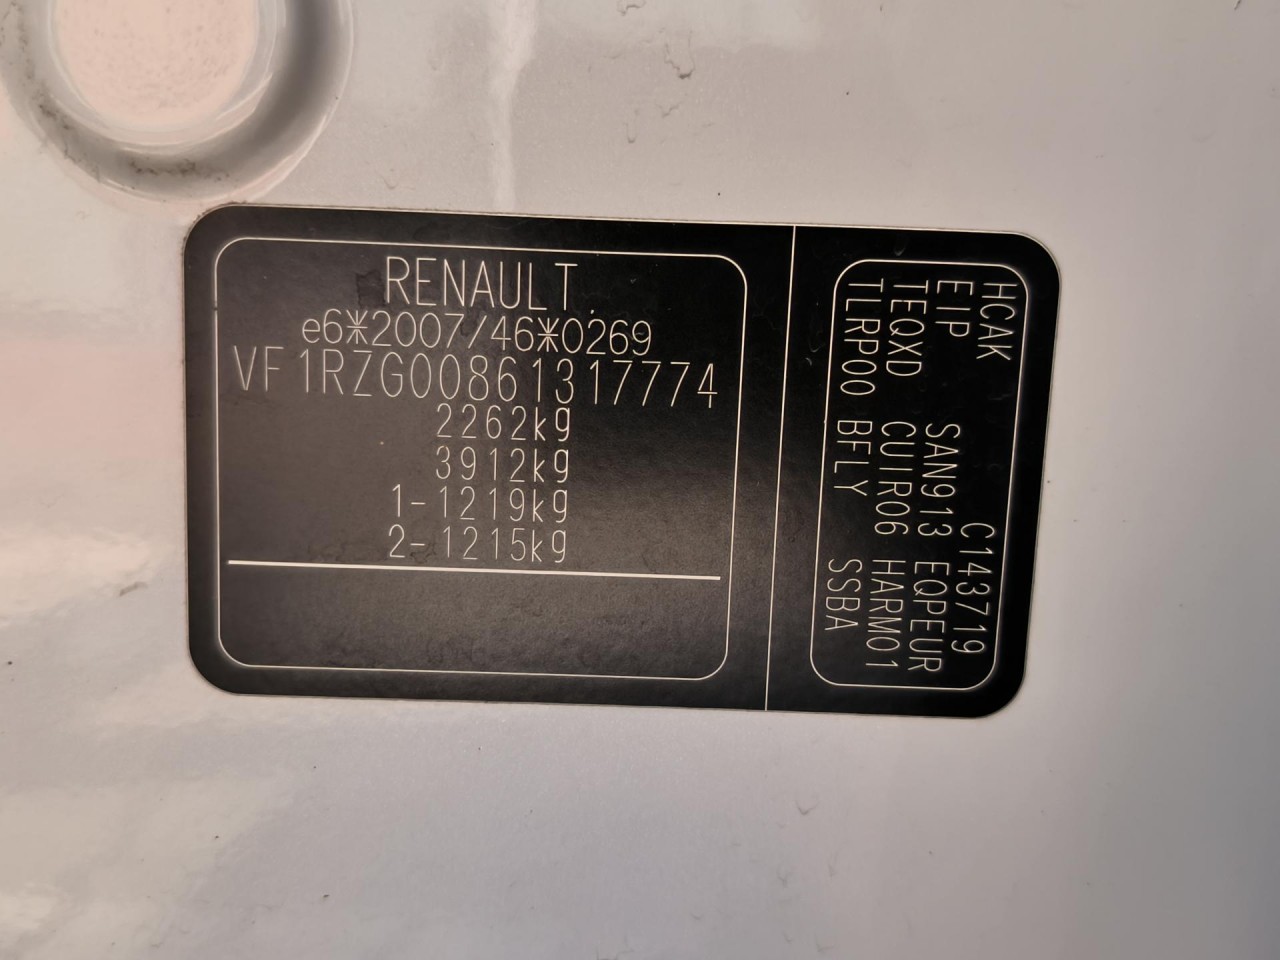 RENAULT
e6*2007/46*0269
VF1RZG00861317774
2262kg
3912kg
1-1219kg
2-1215kg
HCAK C143719
EIP SAN913 EQPEUR
TEQXD CUIR06 HARM01
TLRP00 BFLY SSBA